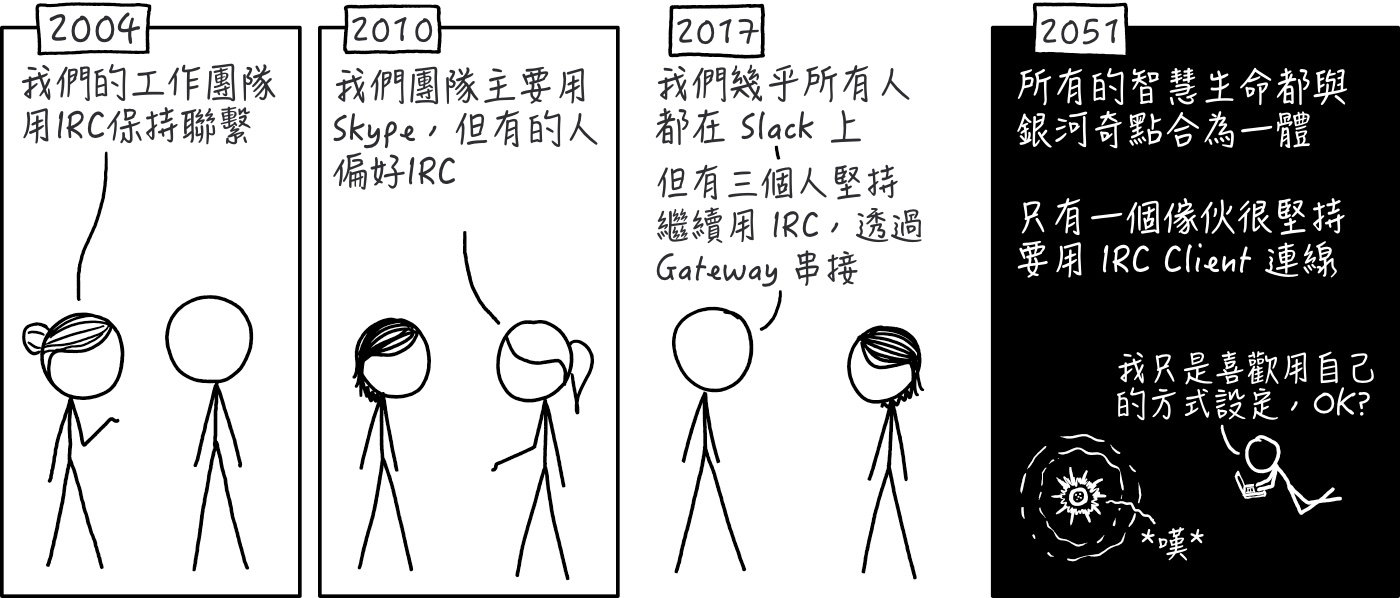 2004
我們的工作團隊
用IRC保持聯繫
2010
我們團隊主要用
Skype，但有的人
偏好IRC
2017
我們幾乎所有人
都在 Slack 上
但有三個人堅持
繼續用 IRC，透過
Gateway 串接
2051
所有的智慧生命都與
銀河奇點合為一體
只有一個傢伙很堅持
要用 IRC Client 連線
我只是喜歡用自己
的方式設定，OK?
*嘆*